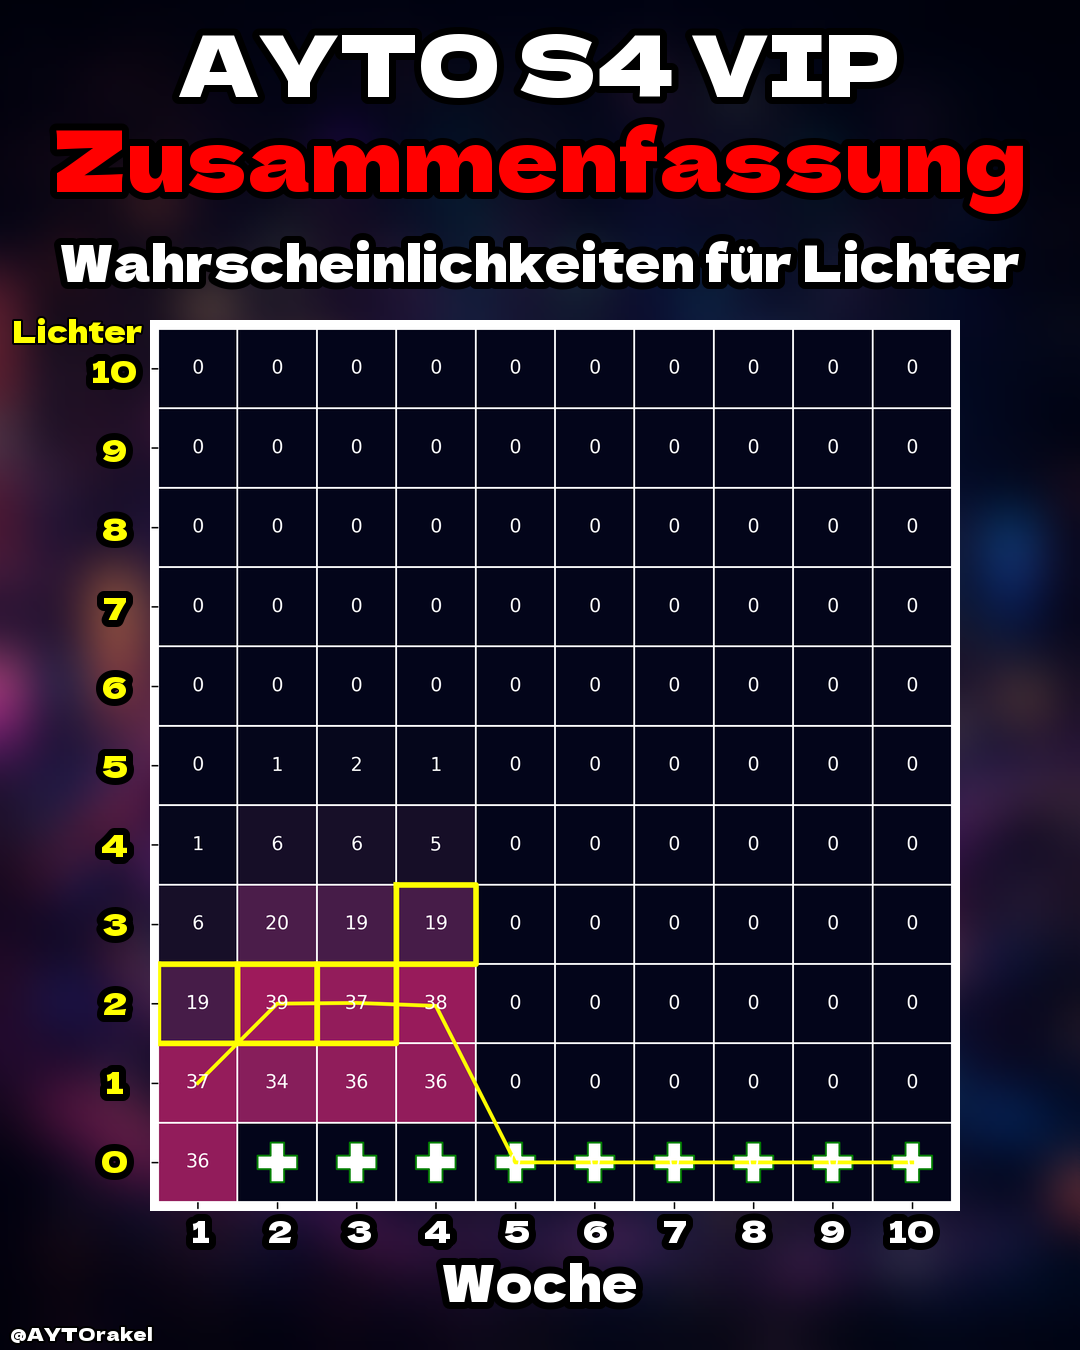 AYTO S4 VIP
Zusammenfassung
Wahrscheinlichkeiten für Lichter
Lichter
10 0 0 0 0 0 0 0 0 0 0
9 0 0 0 0 0 0 0 0 0 0
8 0 0 0 0 0 0 0 0 0 0
7 0 0 0 0 0 0 0 0 0 0
6 0 0 0 0 0 0 0 0 0 0
5 0 1 2 1 0 0 0 0 0 0
4 1 6 6 5 0 0 0 0 0 0
3 6 20 19 19 0 0 0 0 0 0
2 19 39 37 38 0 0 0 0 0 0
1 37 34 36 36 0 0 0 0 0 0
0 36
1 2 3 4 5 6 7 8 9 10
Woche
@AYTOrakel